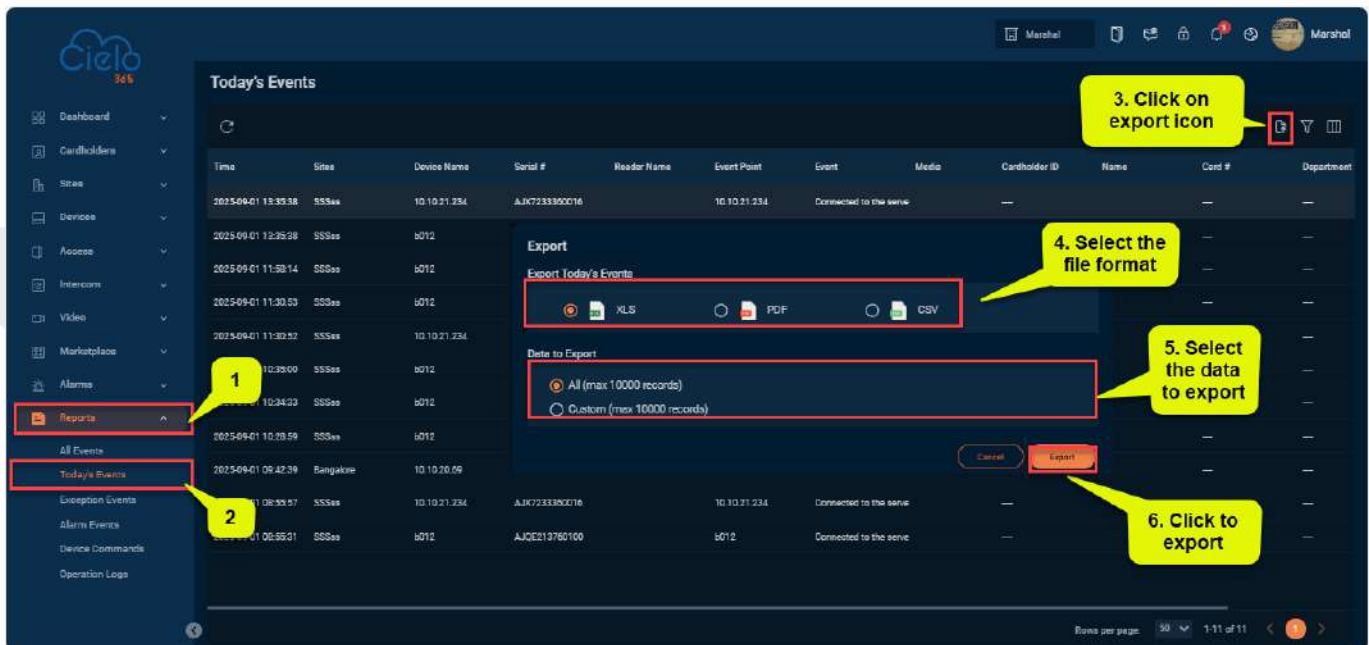 Cielo
365
Marshal
Marshal
Today's Events
3. Click on
export icon
Dashboard
Cardholders
Sites
Devices
Access
Intercom
Video
Marketplace
Alarms
Reports
All Events
Today's Events
Exception Events
Alarm Events
Device Commands
Operation Logs
1
2
Time Sites Device Name Serial # Reader Name Event Point Event Media Cardholder ID Name Card # Department
2025-09-01 13:35:38 SSSss 10.10.21.234 AJX7233360016 10.10.21.234 Connected to the serve — — —
2025-09-01 12:35:38 SSSss b012 — —
2025-09-01 11:53:14 SSSss b012 — —
2025-09-01 11:30:53 SSSss b012 — —
2025-09-01 11:30:52 SSSss 10.10.21.234 —
10:35:00 SSSss b012 —
10:34:33 SSSss b012 —
2025-09-01 10:28:59 SSSss b012 — —
2025-09-01 09:42:39 Bangalore 10.10.20.69 — —
01 08:55:57 SSSss 10.10.21.234 AJX7233360016 10.10.21.234 Connected to the serve — — —
01 08:55:31 SSSss b012 AJQE213760100 b012 Connected to the serve — —
Export
Export Today's Events
XLS PDF CSV
4. Select the
file format
Data to Export
All (max 10000 records)
Custom (max 10000 records)
5. Select
the data
to export
Cancel Export
6. Click to
export
Rows per page: 50 1-11 of 11 < 1 >